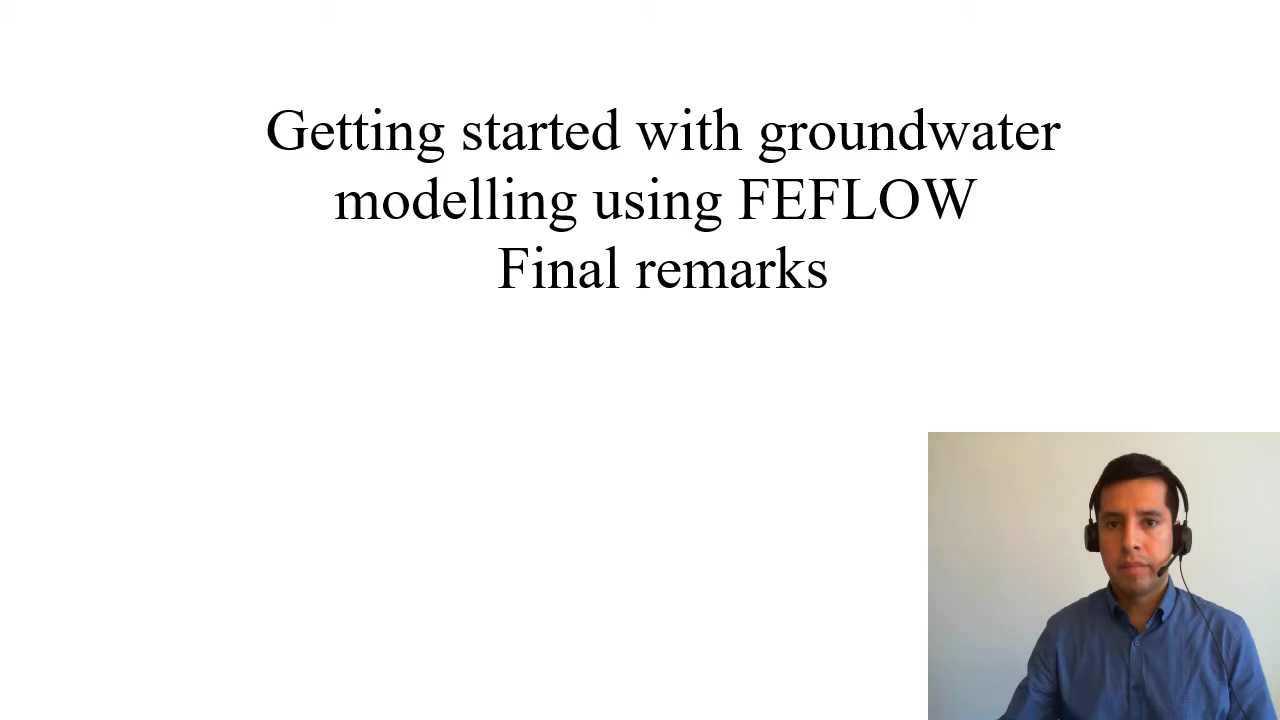 Getting started with groundwater
modelling using FEFLOW
Final remarks